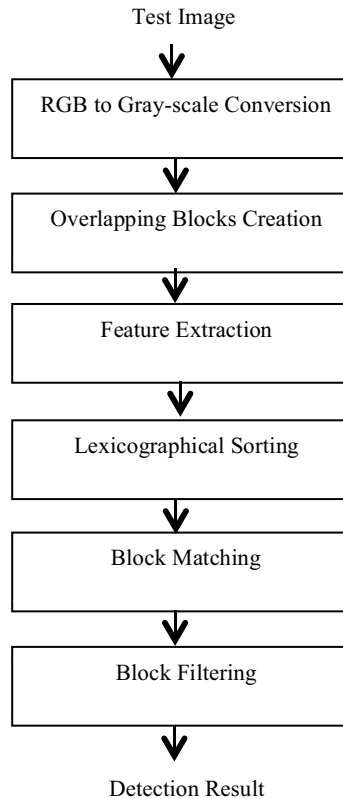 Test Image
RGB to Gray-scale Conversion
Overlapping Blocks Creation
Feature Extraction
Lexicographical Sorting
Block Matching
Block Filtering
Detection Result